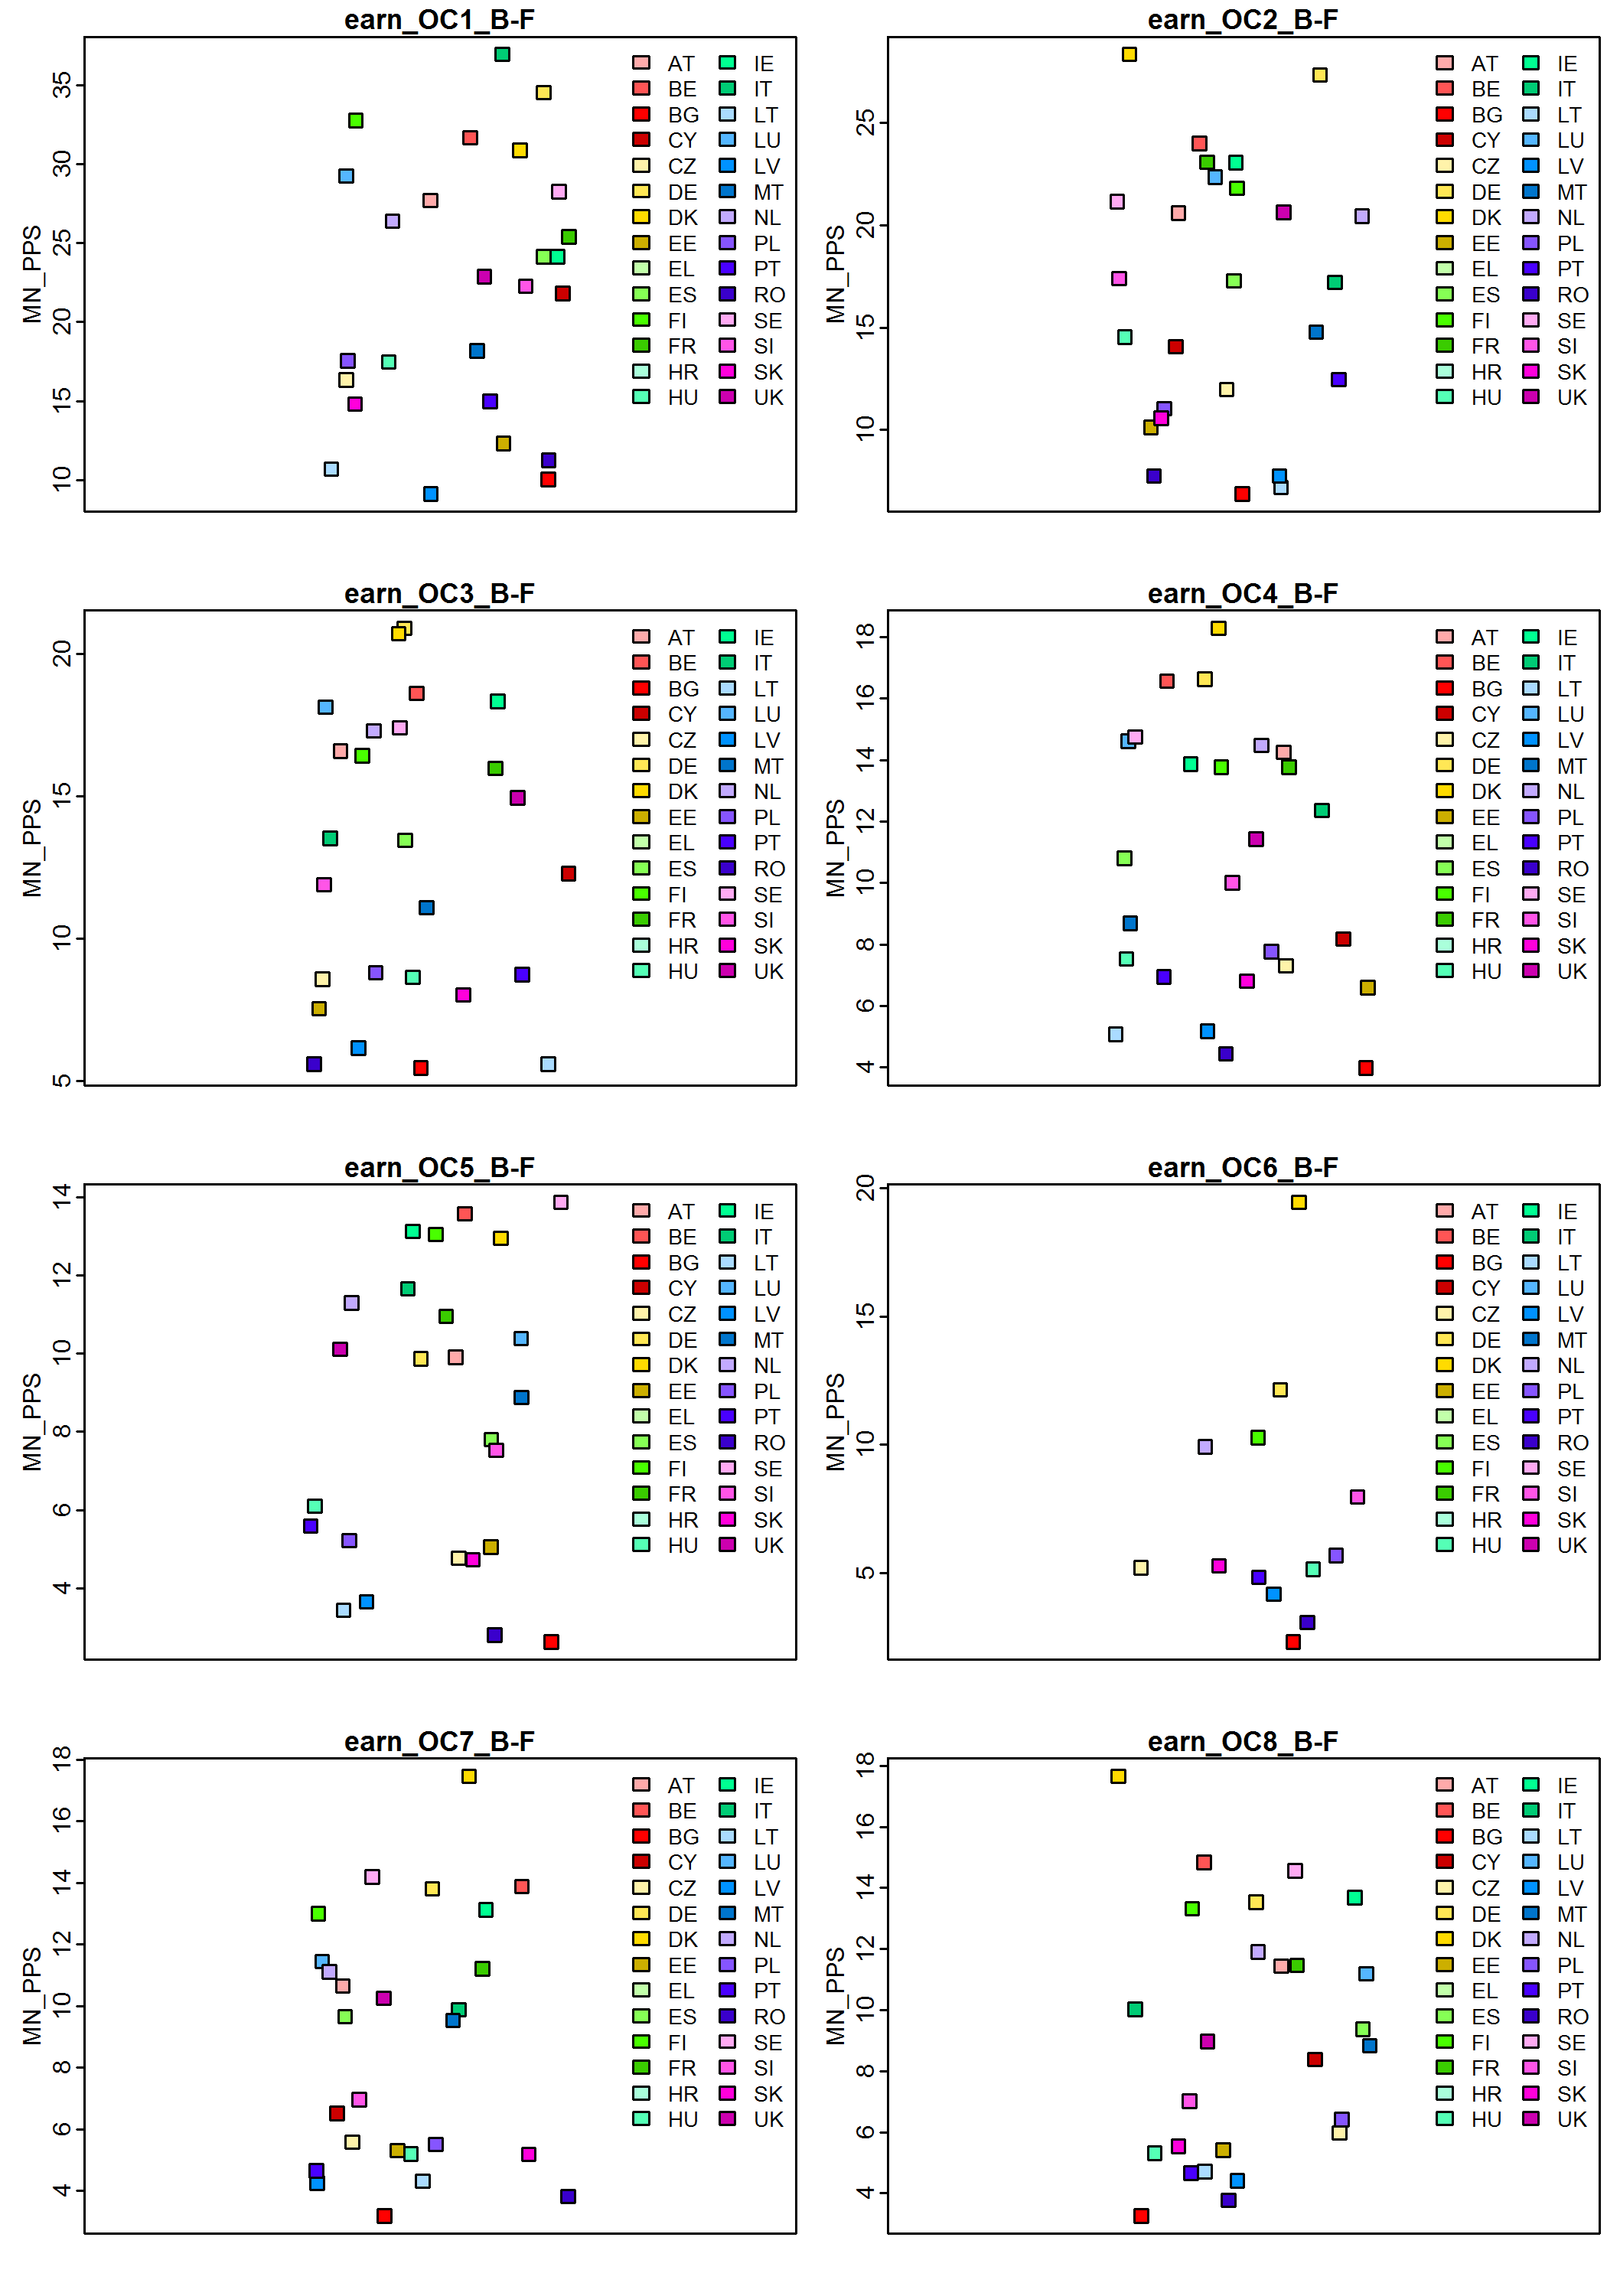 earn_OC1_B-F
MN_PPS
35
30
25
20
15
10
AT IE
BE IT
BG LT
CY LU
CZ LV
DE MT
DK NL
EE PL
EL PT
ES RO
FI SE
FR SI
HR SK
HU UK
earn_OC2_B-F
MN_PPS
25
20
15
10
AT IE
BE IT
BG LT
CY LU
CZ LV
DE MT
DK NL
EE PL
EL PT
ES RO
FI SE
FR SI
HR SK
HU UK
earn_OC3_B-F
MN_PPS
20
15
10
5
AT IE
BE IT
BG LT
CY LU
CZ LV
DE MT
DK NL
EE PL
EL PT
ES RO
FI SE
FR SI
HR SK
HU UK
earn_OC4_B-F
MN_PPS
18
16
14
12
10
8
6
4
AT IE
BE IT
BG LT
CY LU
CZ LV
DE MT
DK NL
EE PL
EL PT
ES RO
FI SE
FR SI
HR SK
HU UK
earn_OC5_B-F
MN_PPS
14
12
10
8
6
4
AT IE
BE IT
BG LT
CY LU
CZ LV
DE MT
DK NL
EE PL
EL PT
ES RO
FI SE
FR SI
HR SK
HU UK
earn_OC6_B-F
MN_PPS
20
15
10
5
AT IE
BE IT
BG LT
CY LU
CZ LV
DE MT
DK NL
EE PL
EL PT
ES RO
FI SE
FR SI
HR SK
HU UK
earn_OC7_B-F
MN_PPS
18
16
14
12
10
8
6
4
AT IE
BE IT
BG LT
CY LU
CZ LV
DE MT
DK NL
EE PL
EL PT
ES RO
FI SE
FR SI
HR SK
HU UK
earn_OC8_B-F
MN_PPS
18
16
14
12
10
8
6
4
AT IE
BE IT
BG LT
CY LU
CZ LV
DE MT
DK NL
EE PL
EL PT
ES RO
FI SE
FR SI
HR SK
HU UK